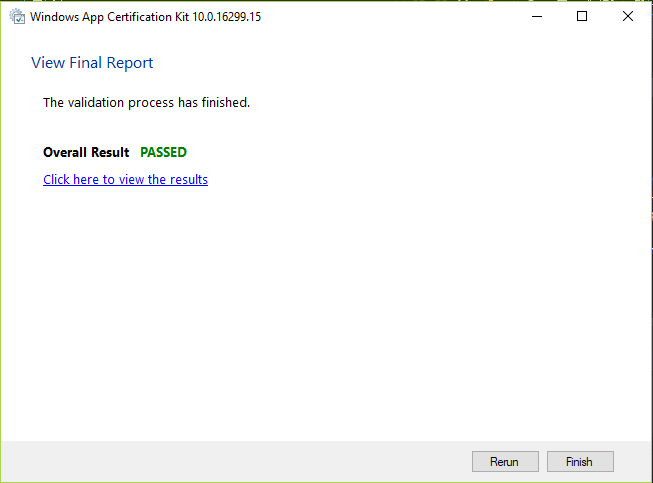 Windows App Certification Kit 10.0.16299.15
View Final Report
The validation process has finished.
Overall Result PASSED
Click here to view the results
Rerun Finish